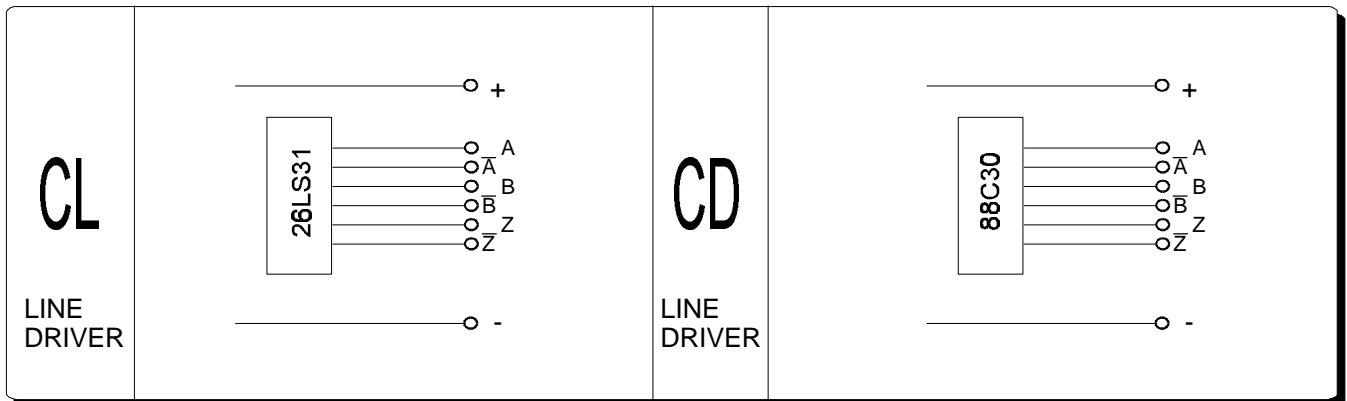 CL
LINE
DRIVER
26LS31
+
A
A̅
B
B̅
Z
Z̅
-
CD
LINE
DRIVER
88C30
+
A
A̅
B
B̅
Z
Z̅
-